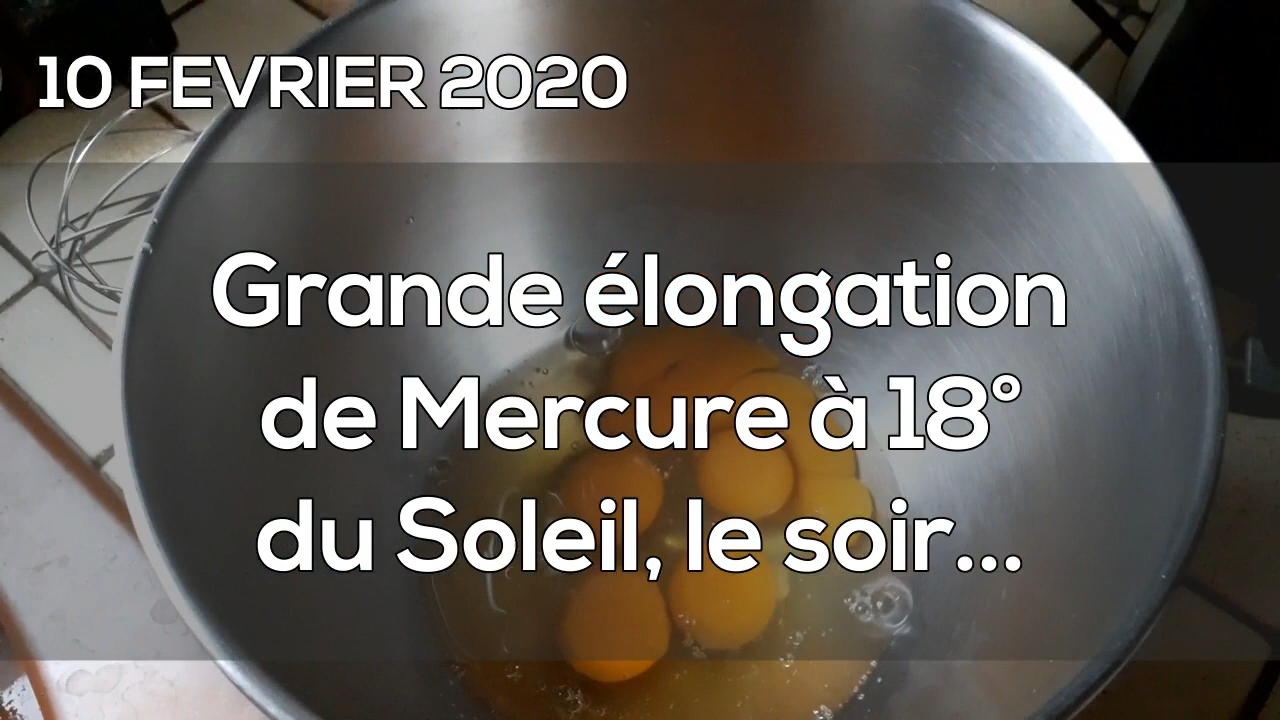 10 FEVRIER 2020
Grande élongation
de Mercure à 18°
du Soleil, le soir...